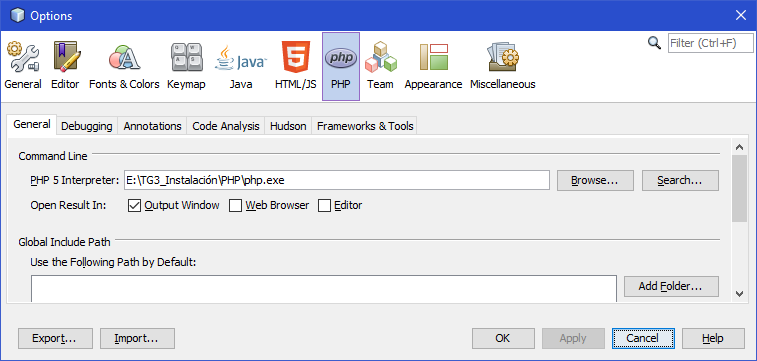 Options
Filter (Ctrl+F)
Q W
A S
Java
5
php
General Editor Fonts & Colors Keymap Java HTML/JS PHP Team Appearance Miscellaneous
General Debugging Annotations Code Analysis Hudson Frameworks & Tools
Command Line
PHP 5 Interpreter: E:\TG3_Instalación\PHP\php.exe Browse... Search...
Open Result In: Output Window Web Browser Editor
Global Include Path
Use the Following Path by Default:
Add Folder...
Export... Import... OK Apply Cancel Help